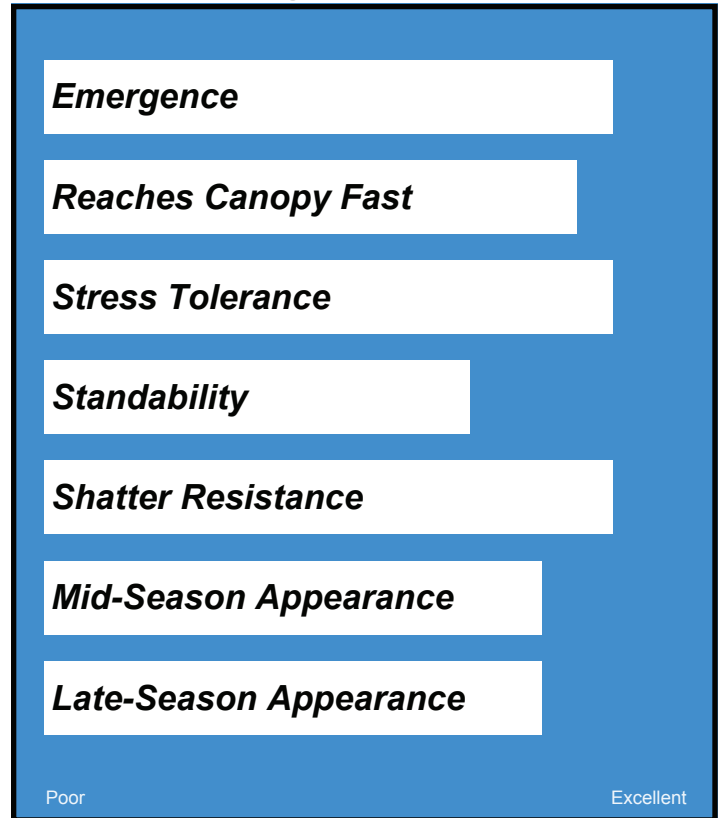 Emergence
Reaches Canopy Fast
Stress Tolerance
Standability
Shatter Resistance
Mid-Season Appearance
Late-Season Appearance
Poor Excellent